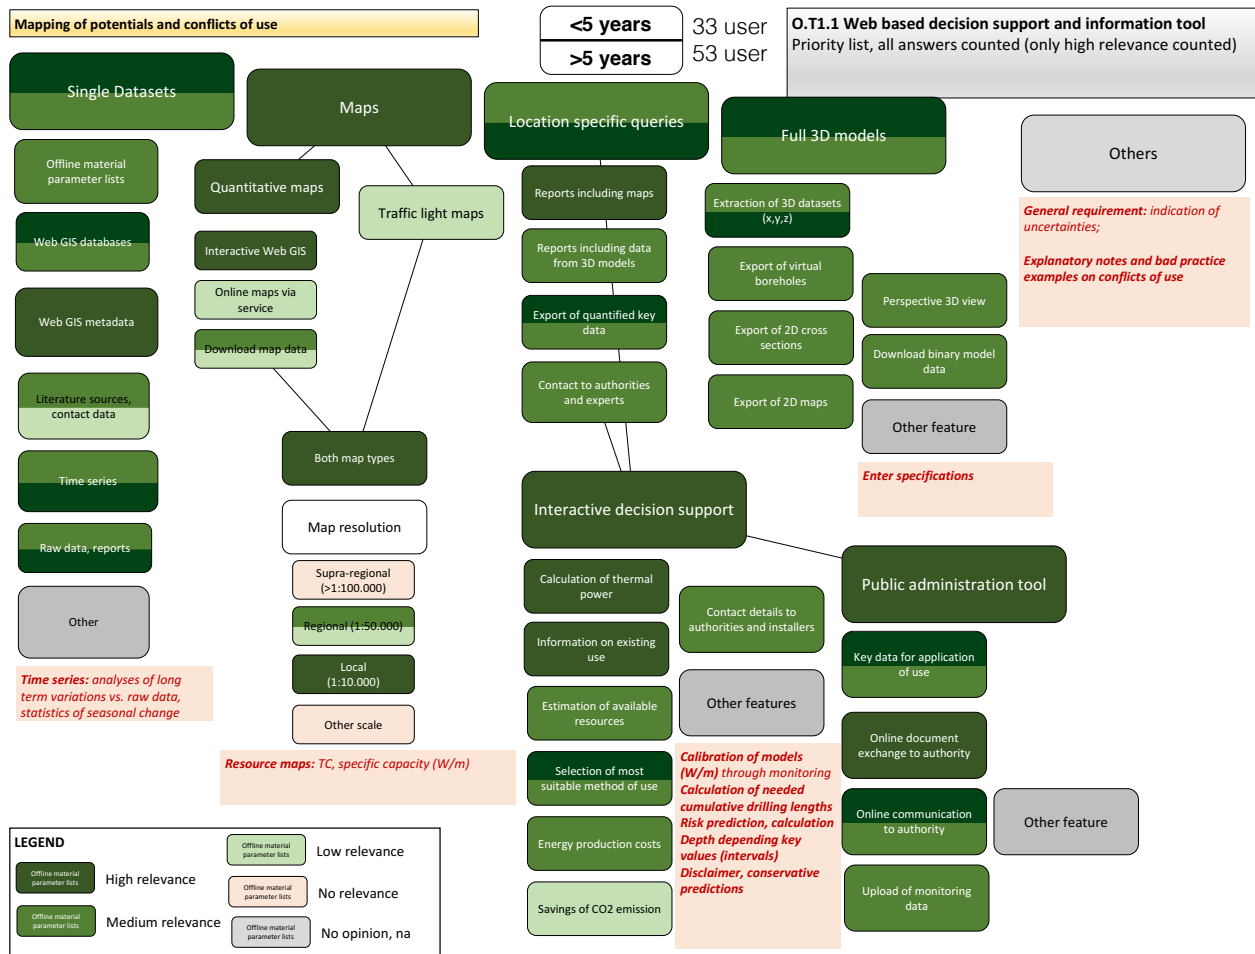 Mapping of potentials and conflicts of use
<5 years
33 user
>5 years
53 user
O.T1.1 Web based decision support and information tool
Priority list, all answers counted (only high relevance counted)
Single Datasets
Offline material
parameter lists
Web GIS databases
Web GIS metadata
Literature sources,
contact data
Time series
Raw data, reports
Other
Time series: analyses of long
term variations vs. raw data,
statistics of seasonal change
Maps
Quantitative maps
Traffic light maps
Interactive Web GIS
Online maps via
service
Download map data
Both map types
Map resolution
Supra-regional
(>1:100.000)
Regional (1:50.000)
Local
(1:10.000)
Other scale
Resource maps: TC, specific capacity (W/m)
Location specific queries
Reports including maps
Reports including data
from 3D models
Export of quantified key
data
Contact to authorities
and experts
Full 3D models
Extraction of 3D datasets
(x,y,z)
Export of virtual
boreholes
Export of 2D cross
sections
Export of 2D maps
Perspective 3D view
Download binary model
data
Other feature
Enter specifications
Others
General requirement: indication of
uncertainties;
Explanatory notes and bad practice
examples on conflicts of use
Interactive decision support
Calculation of thermal
power
Information on existing
use
Estimation of available
resources
Selection of most
suitable method of use
Energy production costs
Savings of CO2 emission
Contact details to
authorities and installers
Other features
Calibration of models
(W/m) through monitoring
Calculation of needed
cumulative drilling lengths
Risk prediction, calculation
Depth depending key
values (intervals)
Disclaimer, conservative
predictions
Public administration tool
Key data for application
of use
Online document
exchange to authority
Online communication
to authority
Upload of monitoring
data
Other feature
LEGEND
Offline material
parameter lists
High relevance
Offline material
parameter lists
Medium relevance
Offline material
parameter lists
Low relevance
Offline material
parameter lists
No relevance
Offline material
parameter lists
No opinion, na